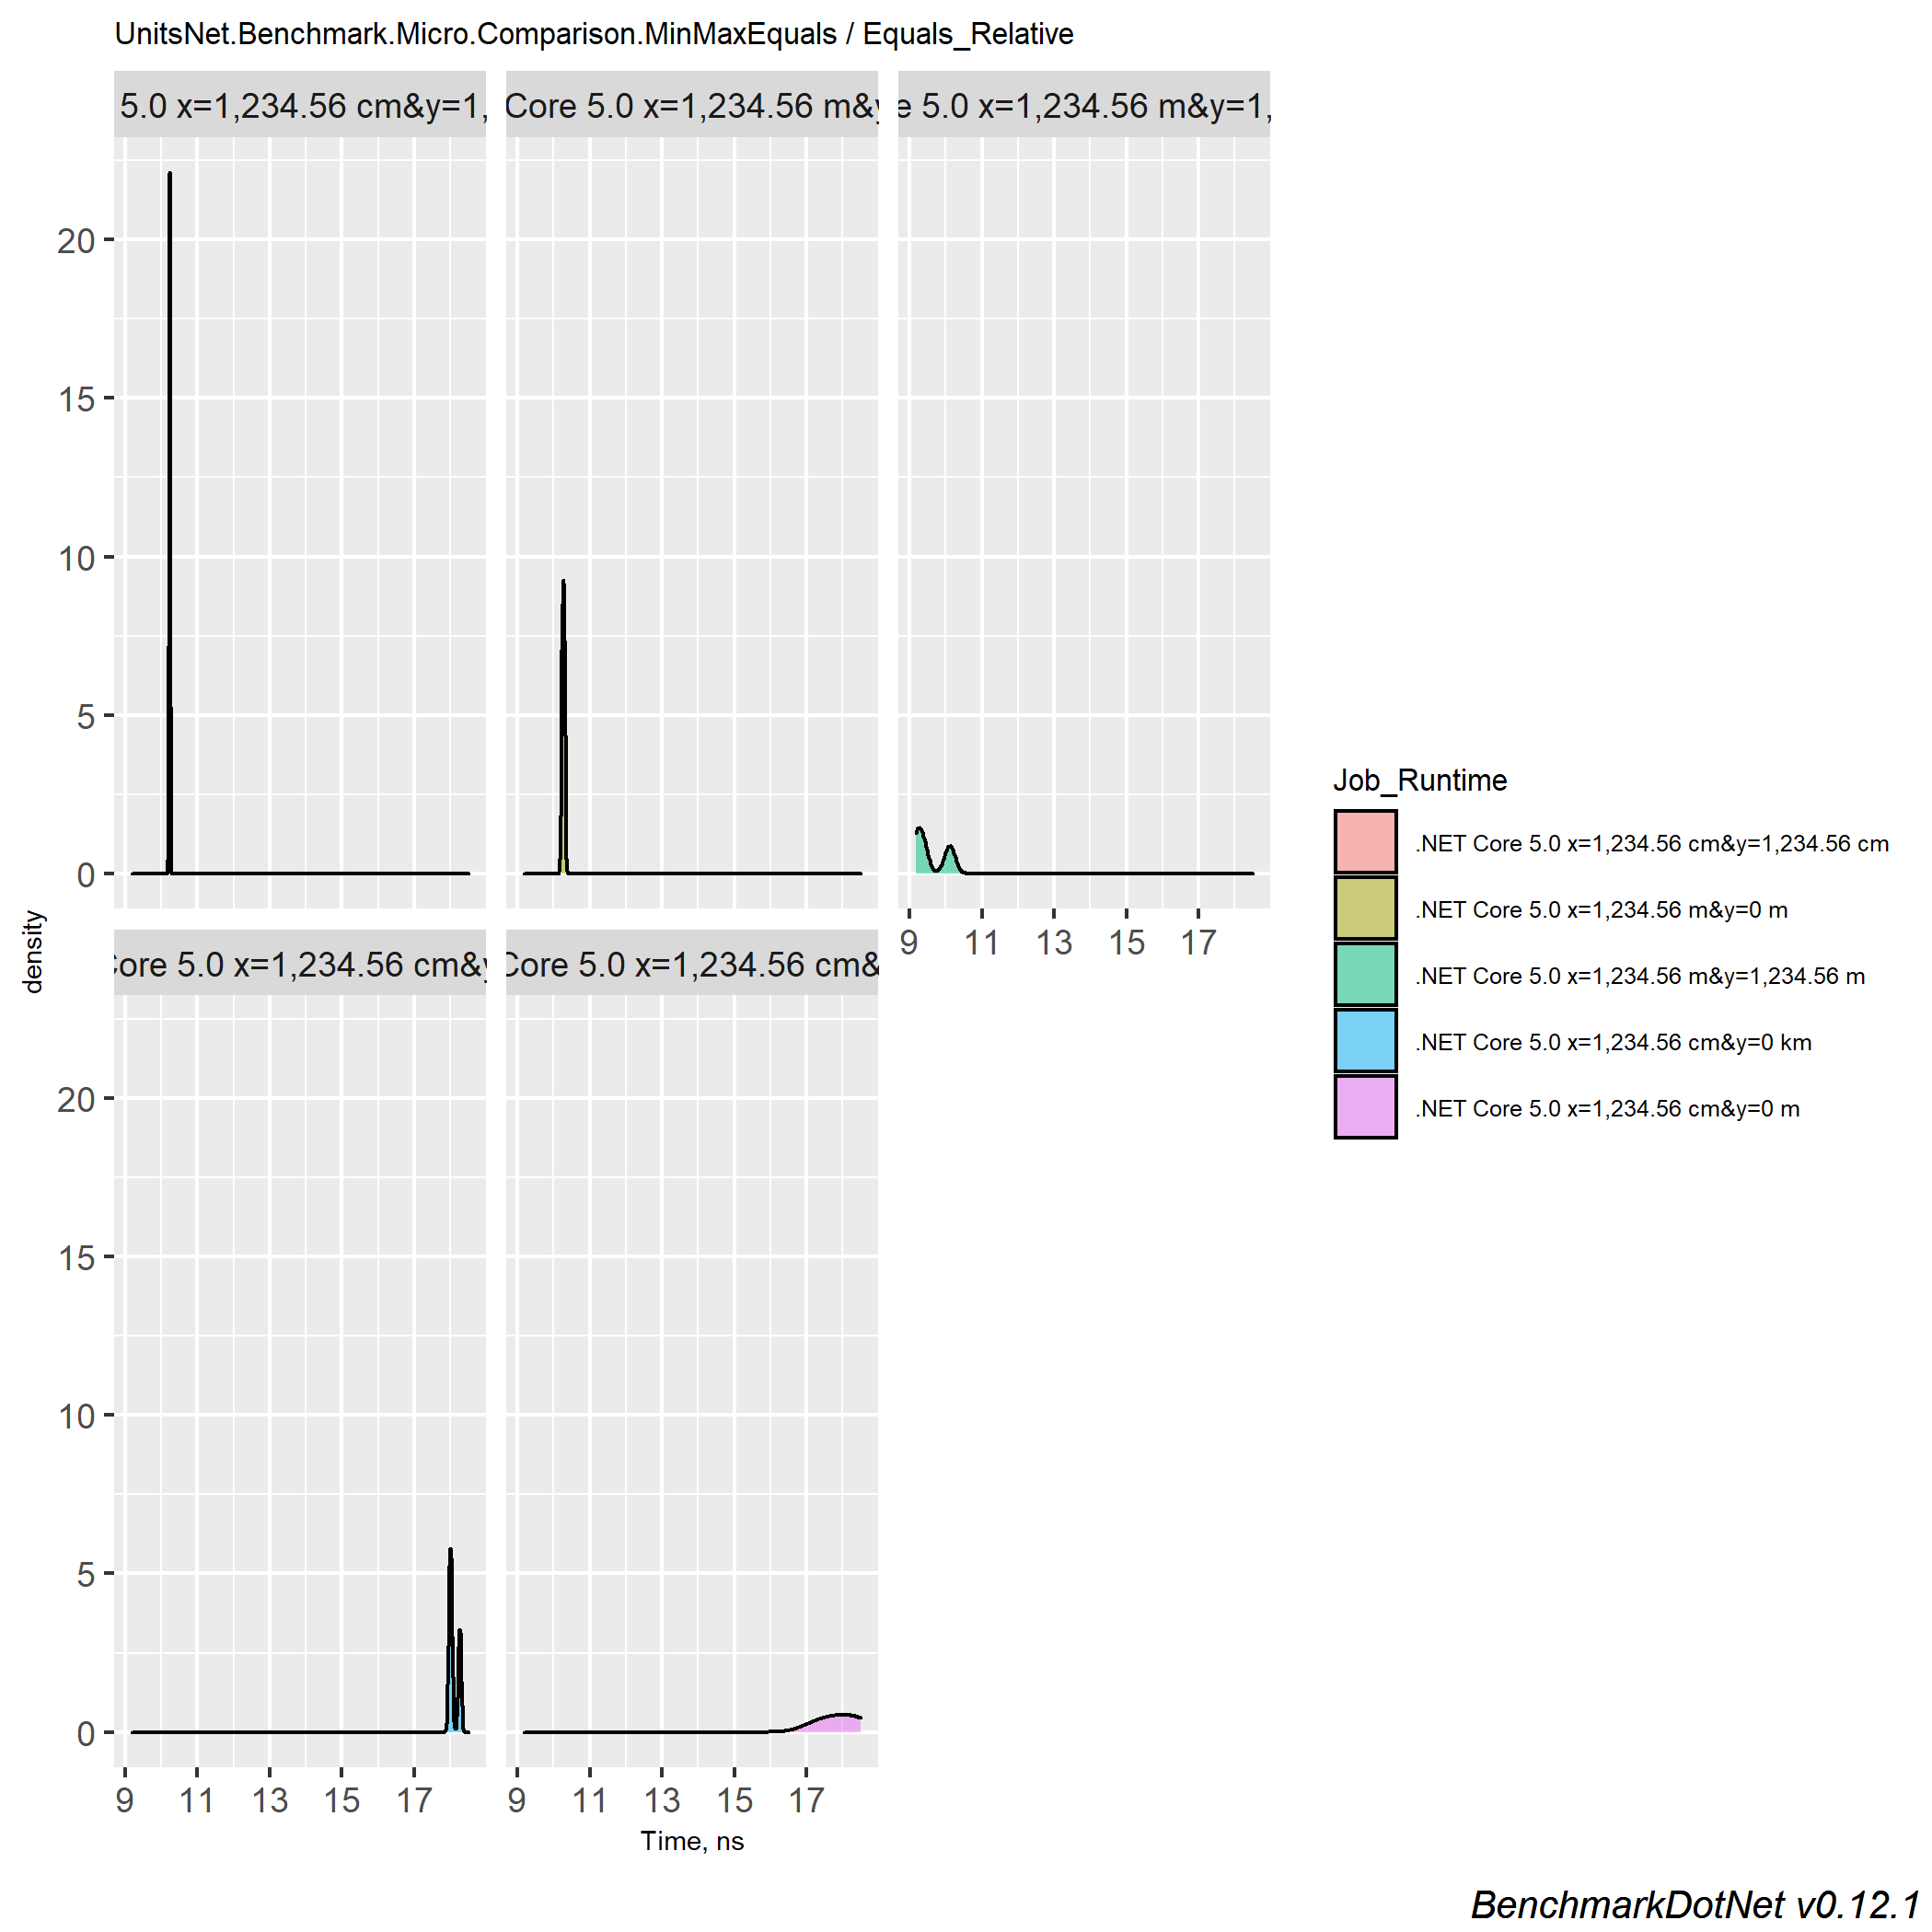 UnitsNet.Benchmark.Micro.Comparison.MinMaxEquals / Equals_Relative
5.0 x=1,234.56 cm&y=1,
Core 5.0 x=1,234.56 m&y
e 5.0 x=1,234.56 m&y=1,
20
15
10
5
0
9 11 13 15 17
density
Core 5.0 x=1,234.56 cm&y
Core 5.0 x=1,234.56 cm&
20
15
10
5
0
9 11 13 15 17
9 11 13 15 17
Time, ns
Job_Runtime
.NET Core 5.0 x=1,234.56 cm&y=1,234.56 cm
.NET Core 5.0 x=1,234.56 m&y=0 m
.NET Core 5.0 x=1,234.56 m&y=1,234.56 m
.NET Core 5.0 x=1,234.56 cm&y=0 km
.NET Core 5.0 x=1,234.56 cm&y=0 m
BenchmarkDotNet v0.12.1